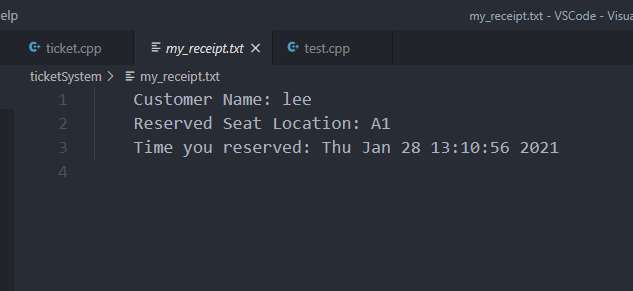 elp
my_receipt.txt - VSCode - Visua
ticket.cpp
my_receipt.txt
test.cpp
ticketSystem > my_receipt.txt
1 Customer Name: lee
2 Reserved Seat Location: A1
3 Time you reserved: Thu Jan 28 13:10:56 2021
4